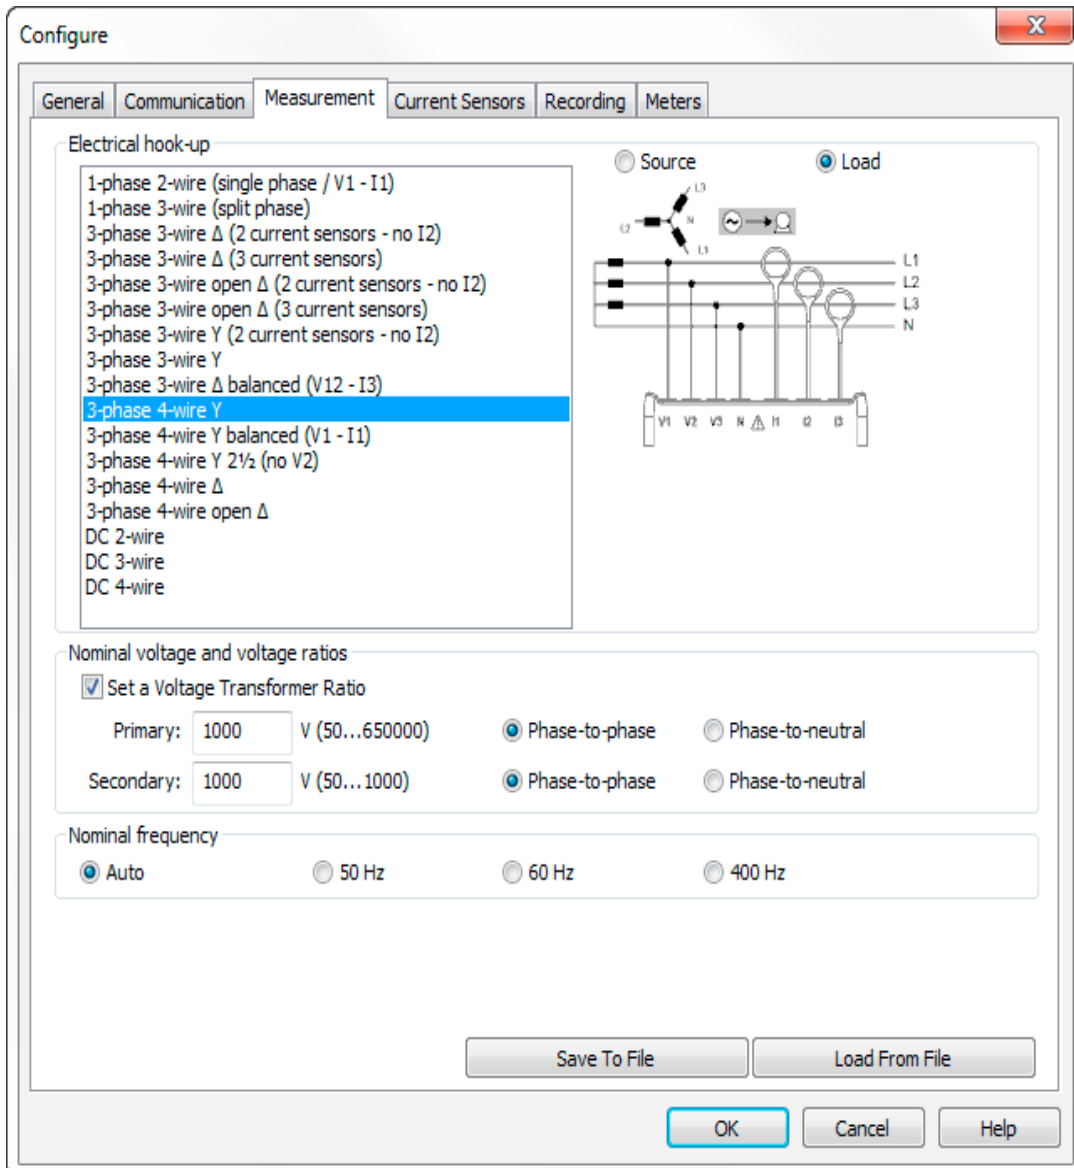 Configure
General Communication Measurement Current Sensors Recording Meters
Electrical hook-up
1-phase 2-wire (single phase / V1 - I1)
1-phase 3-wire (split phase)
3-phase 3-wire Δ (2 current sensors - no I2)
3-phase 3-wire Δ (3 current sensors)
3-phase 3-wire open Δ (2 current sensors - no I2)
3-phase 3-wire open Δ (3 current sensors)
3-phase 3-wire Y (2 current sensors - no I2)
3-phase 3-wire Y
3-phase 3-wire Δ balanced (V12 - I3)
3-phase 4-wire Y
3-phase 4-wire Y balanced (V1 - I1)
3-phase 4-wire Y 2½ (no V2)
3-phase 4-wire Δ
3-phase 4-wire open Δ
DC 2-wire
DC 3-wire
DC 4-wire
Source Load
L3
L2 N
L1
L1
L2
L3
N
V1 V2 V3 N I1 I2 I3
Nominal voltage and voltage ratios
Set a Voltage Transformer Ratio
Primary: 1000 V (50...650000) Phase-to-phase Phase-to-neutral
Secondary: 1000 V (50...1000) Phase-to-phase Phase-to-neutral
Nominal frequency
Auto 50 Hz 60 Hz 400 Hz
Save To File Load From File
OK Cancel Help